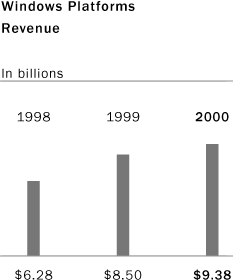 Windows Platforms
Revenue
In billions
1998 1999 2000
$6.28 $8.50 $9.38